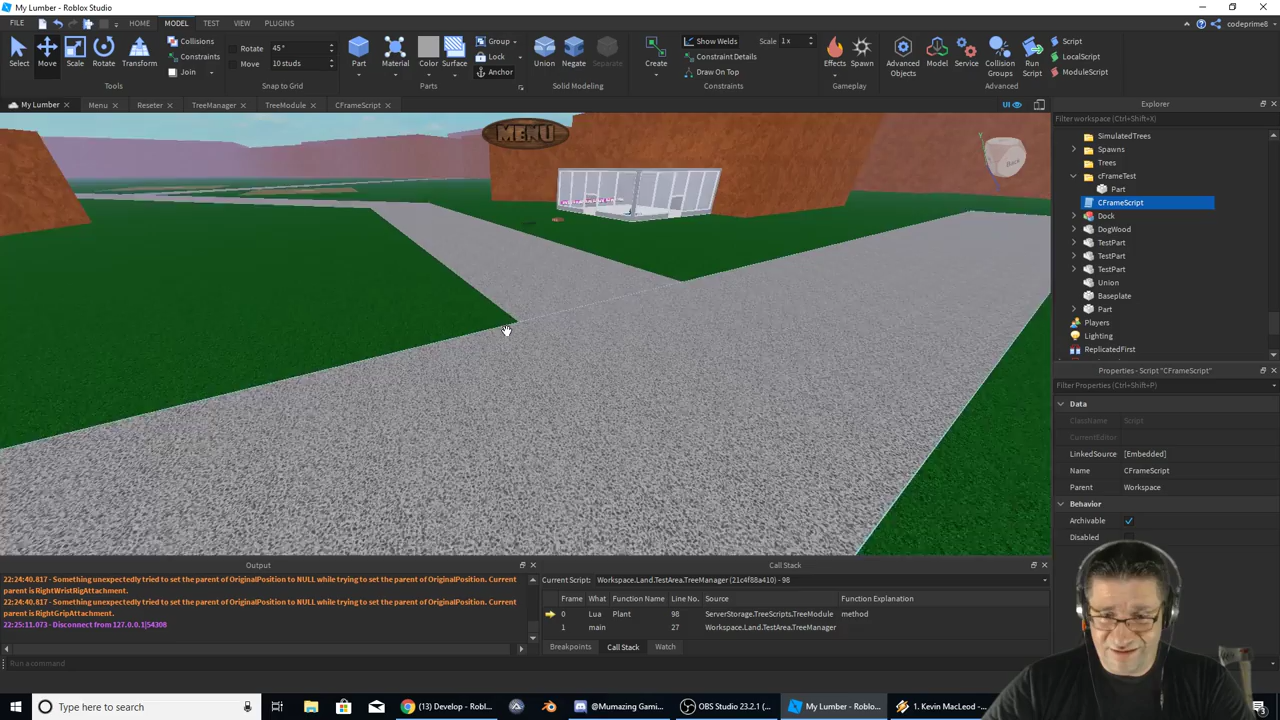 My Lumber - Roblox Studio
FILE HOME MODEL TEST VIEW PLUGINS codeprime8
Select Move Scale Rotate Transform
Collisions
Constraints
Join
Tools
Rotate 45°
Move 10 studs
Snap to Grid
Part Material Color Surface
Group
Lock
Anchor
Parts
Union Negate Separate
Solid Modeling
Create
Show Welds Scale 1 x
Constraint Details
Draw On Top
Constraints
Effects Spawn
Gameplay
Advanced Objects Model Service Collision Groups Run Script
Advanced
Script
LocalScript
ModuleScript
My Lumber Menu Reseter TreeManager TreeModule CFrameScript UI
MENU
Back
Explorer
Filter workspace (Ctrl+Shift+X)
SimulatedTrees
Spawns
Trees
cFrameTest
Part
CFrameScript
Dock
DogWood
TestPart
TestPart
TestPart
Union
Baseplate
Part
Players
Lighting
ReplicatedFirst
Properties - Script "CFrameScript"
Filter Properties (Ctrl+Shift+P)
Data
ClassName Script
CurrentEditor
LinkedSource [Embedded]
Name CFrameScript
Parent Workspace
Behavior
Archivable
Disabled
Output
22:24:40.817 - Something unexpectedly tried to set the parent of OriginalPosition to NULL while trying to set the parent of OriginalPosition. Current
parent is RightWristRigAttachment.
22:24:40.817 - Something unexpectedly tried to set the parent of OriginalPosition to NULL while trying to set the parent of OriginalPosition. Current
parent is RightGripAttachment.
22:25:11.073 - Disconnect from 127.0.0.1|54308
Call Stack
Current Script: Workspace.Land.TestArea.TreeManager (21c4f88a410) - 98
Frame What Function Name Line No. Source Function Explanation
0 Lua Plant 98 ServerStorage.TreeScripts.TreeModule method
1 main 27 Workspace.Land.TestArea.TreeManager
Breakpoints Call Stack Watch
Run a command
Type here to search
(13) Develop - Robl...
@Mumazing Gami...
OBS Studio 23.2.1 (...
My Lumber - Roblo...
1. Kevin MacLeod - ...